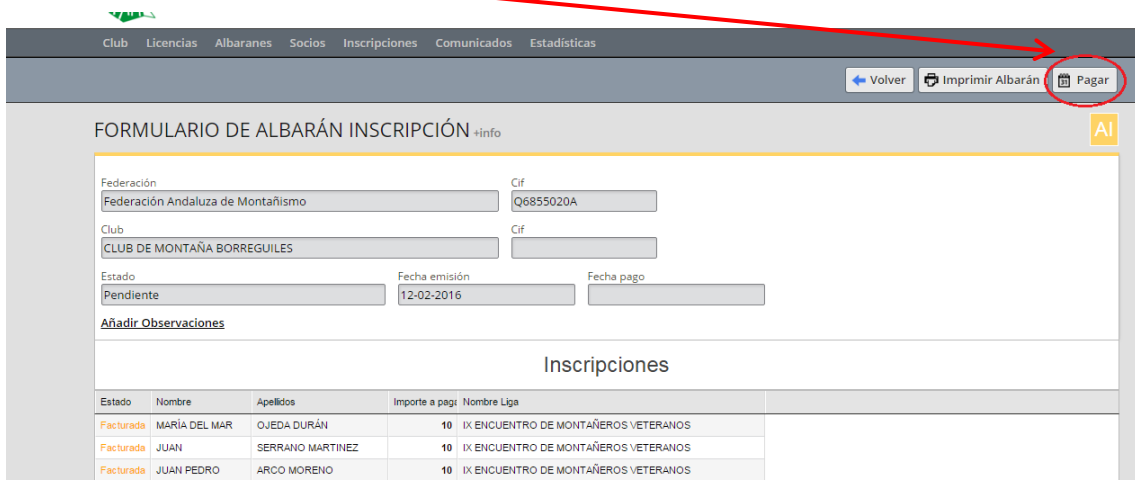 Club Licencias Albaranes Socios Inscripciones Comunicados Estadísticas
Volver Imprimir Albarán 31 Pagar
FORMULARIO DE ALBARÁN INSCRIPCIÓN +info AI
Federación Cif
Federación Andaluza de Montañismo Q6855020A
Club Cif
CLUB DE MONTAÑA BORREGUILES
Estado Fecha emisión Fecha pago
Pendiente 12-02-2016
Añadir Observaciones
Inscripciones
Estado Nombre Apellidos Importe a paga Nombre Liga
Facturada MARÍA DEL MAR OJEDA DURÁN 10 IX ENCUENTRO DE MONTAÑEROS VETERANOS
Facturada JUAN SERRANO MARTINEZ 10 IX ENCUENTRO DE MONTAÑEROS VETERANOS
Facturada JUAN PEDRO ARCO MORENO 10 IX ENCUENTRO DE MONTAÑEROS VETERANOS